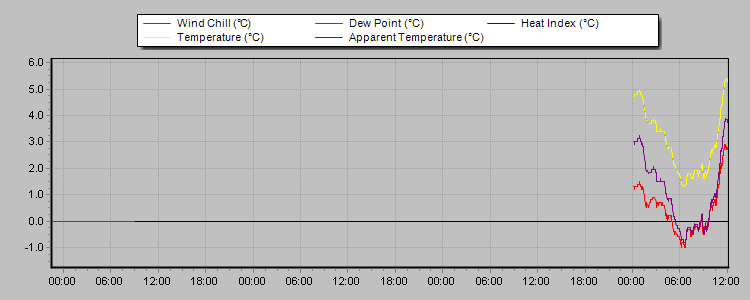 Wind Chill (°C) Dew Point (°C) Heat Index (°C)
Temperature (°C) Apparent Temperature (°C)
6.0
5.0
4.0
3.0
2.0
1.0
0.0
-1.0
00:00 06:00 12:00 18:00 00:00 06:00 12:00 18:00 00:00 06:00 12:00 18:00 00:00 06:00 12:00